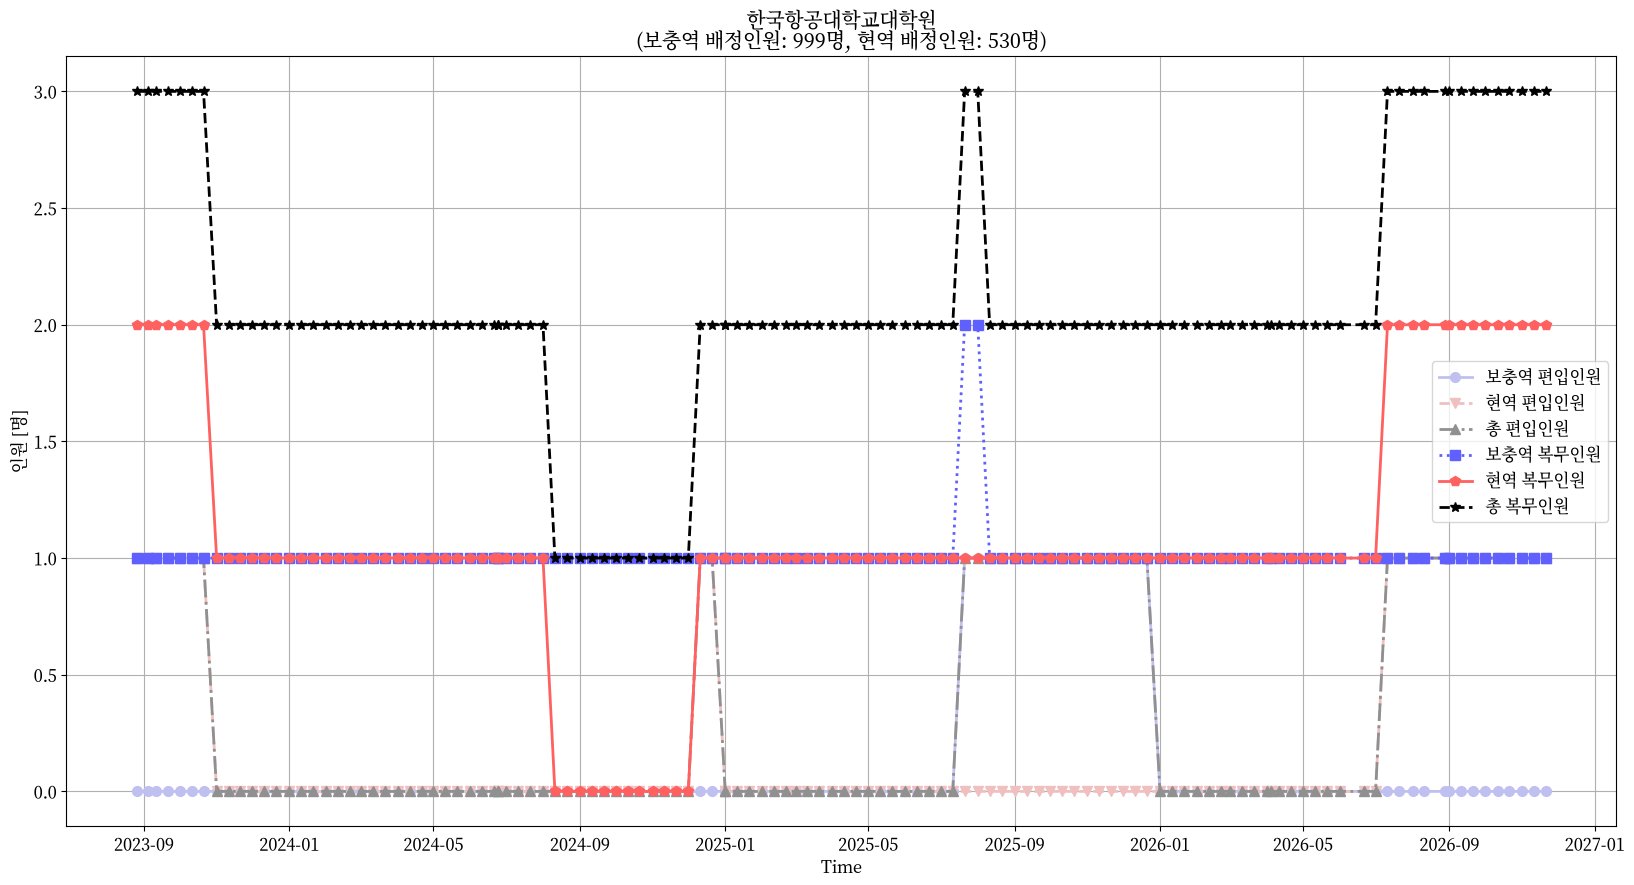 한국항공대학교대학원
(보충역 배정인원: 999명, 현역 배정인원: 530명)
3.0
2.5
2.0
1.5
1.0
0.5
0.0
인원 [명]
보충역 편입인원
현역 편입인원
총 편입인원
보충역 복무인원
현역 복무인원
총 복무인원
2023-09
2024-01
2024-05
2024-09
2025-01
2025-05
2025-09
2026-01
2026-05
2026-09
2027-01
Time